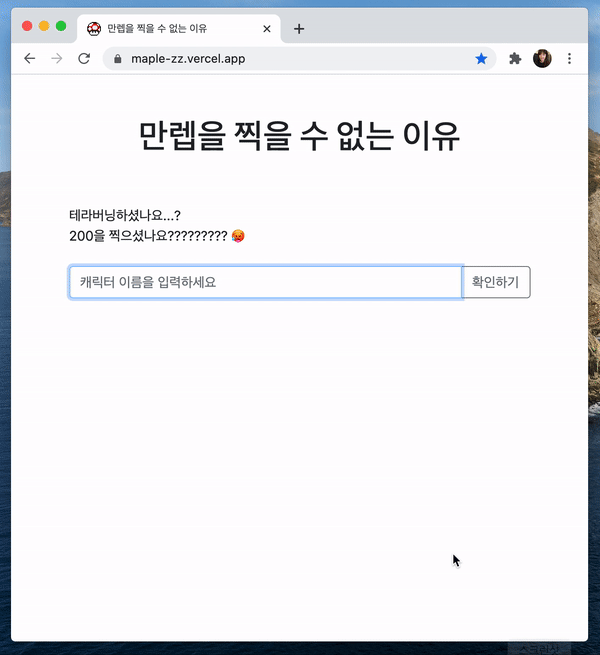 만렙을 찍을 수 없는 이유
maple-zz.vercel.app
만렙을 찍을 수 없는 이유
테라버닝하셨나요...?
200을 찍으셨나요????????? 🥵
캐릭터 이름을 입력하세요 확인하기